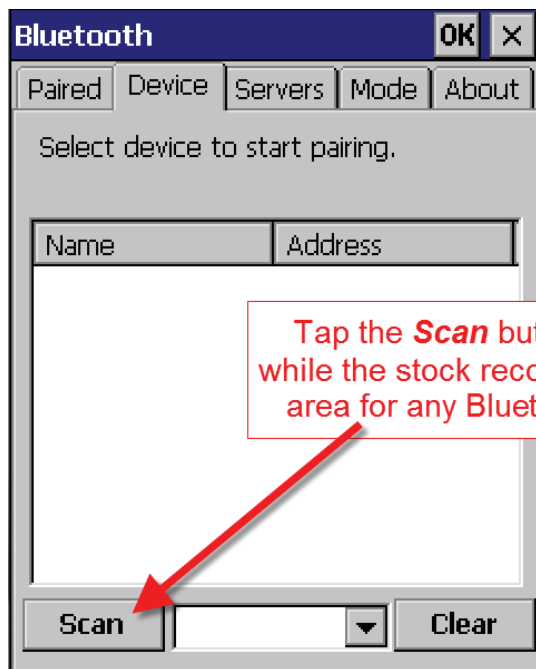 Bluetooth OK
Paired Device Servers Mode About
Select device to start pairing.
Name Address
Tap the Scan
while the stock
area for any
Scan Clear